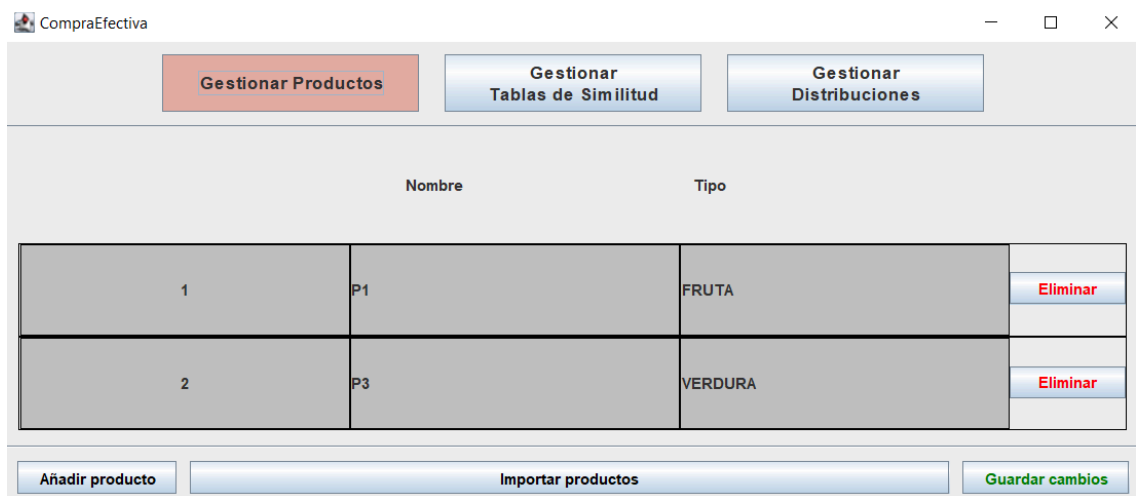 CompraEfectiva
Gestionar Productos
Gestionar
Tablas de Similitud
Gestionar
Distribuciones
Nombre Tipo
1 P1 FRUTA Eliminar
2 P3 VERDURA Eliminar
Añadir producto Importar productos Guardar cambios